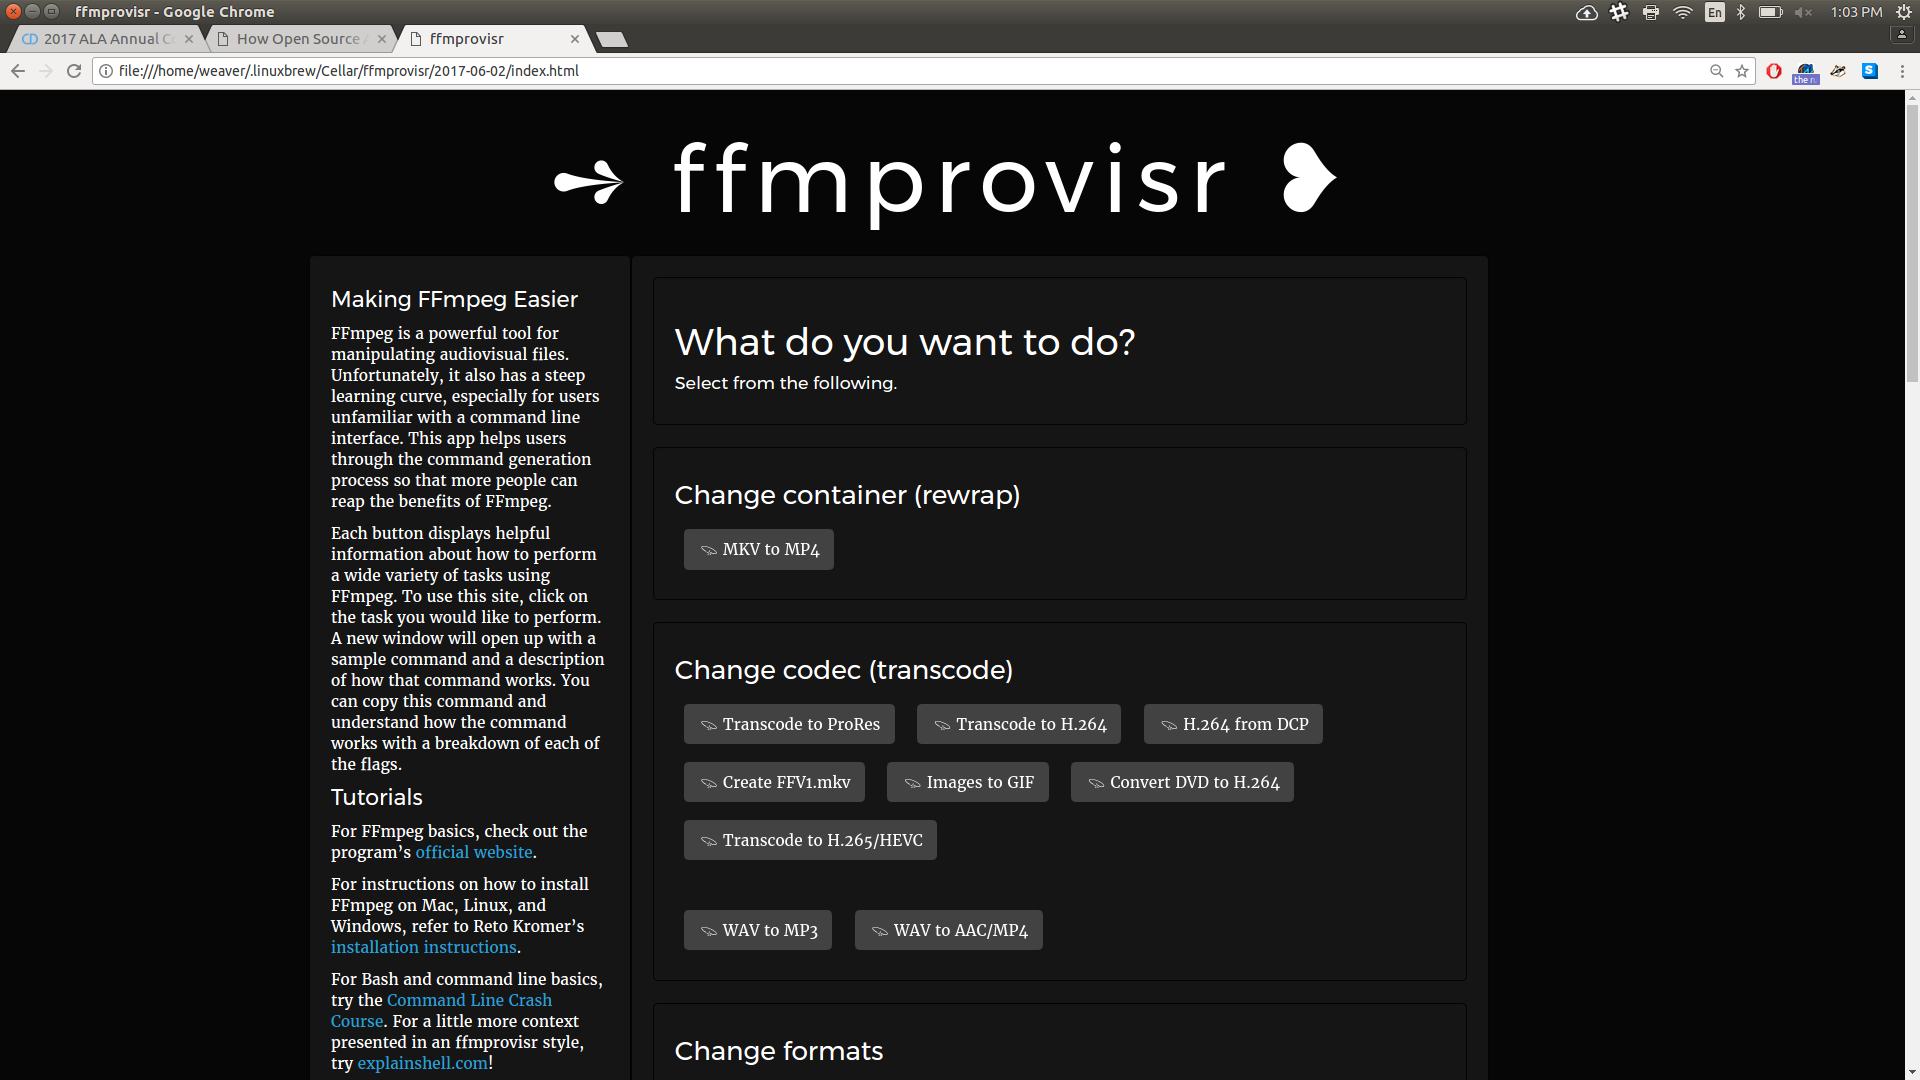 ffmprovisr - Google Chrome
En
1:03 PM
2017 ALA Annual C
How Open Source
ffmprovisr
file:///home/weaver/.linuxbrew/Cellar/ffmprovisr/2017-06-02/index.html
the r
ffmprovisr
Making FFmpeg Easier
FFmpeg is a powerful tool for
manipulating audiovisual files.
Unfortunately, it also has a steep
learning curve, especially for users
unfamiliar with a command line
interface. This app helps users
through the command generation
process so that more people can
reap the benefits of FFmpeg.
Each button displays helpful
information about how to perform
a wide variety of tasks using
FFmpeg. To use this site, click on
the task you would like to perform.
A new window will open up with a
sample command and a description
of how that command works. You
can copy this command and
understand how the command
works with a breakdown of each of
the flags.
Tutorials
For FFmpeg basics, check out the
program’s official website.
For instructions on how to install
FFmpeg on Mac, Linux, and
Windows, refer to Reto Kromer’s
installation instructions.
For Bash and command line basics,
try the Command Line Crash
Course. For a little more context
presented in an ffmprovisr style,
try explainshell.com!
What do you want to do?
Select from the following.
Change container (rewrap)
MKV to MP4
Change codec (transcode)
Transcode to ProRes
Transcode to H.264
H.264 from DCP
Create FFV1.mkv
Images to GIF
Convert DVD to H.264
Transcode to H.265/HEVC
WAV to MP3
WAV to AAC/MP4
Change formats